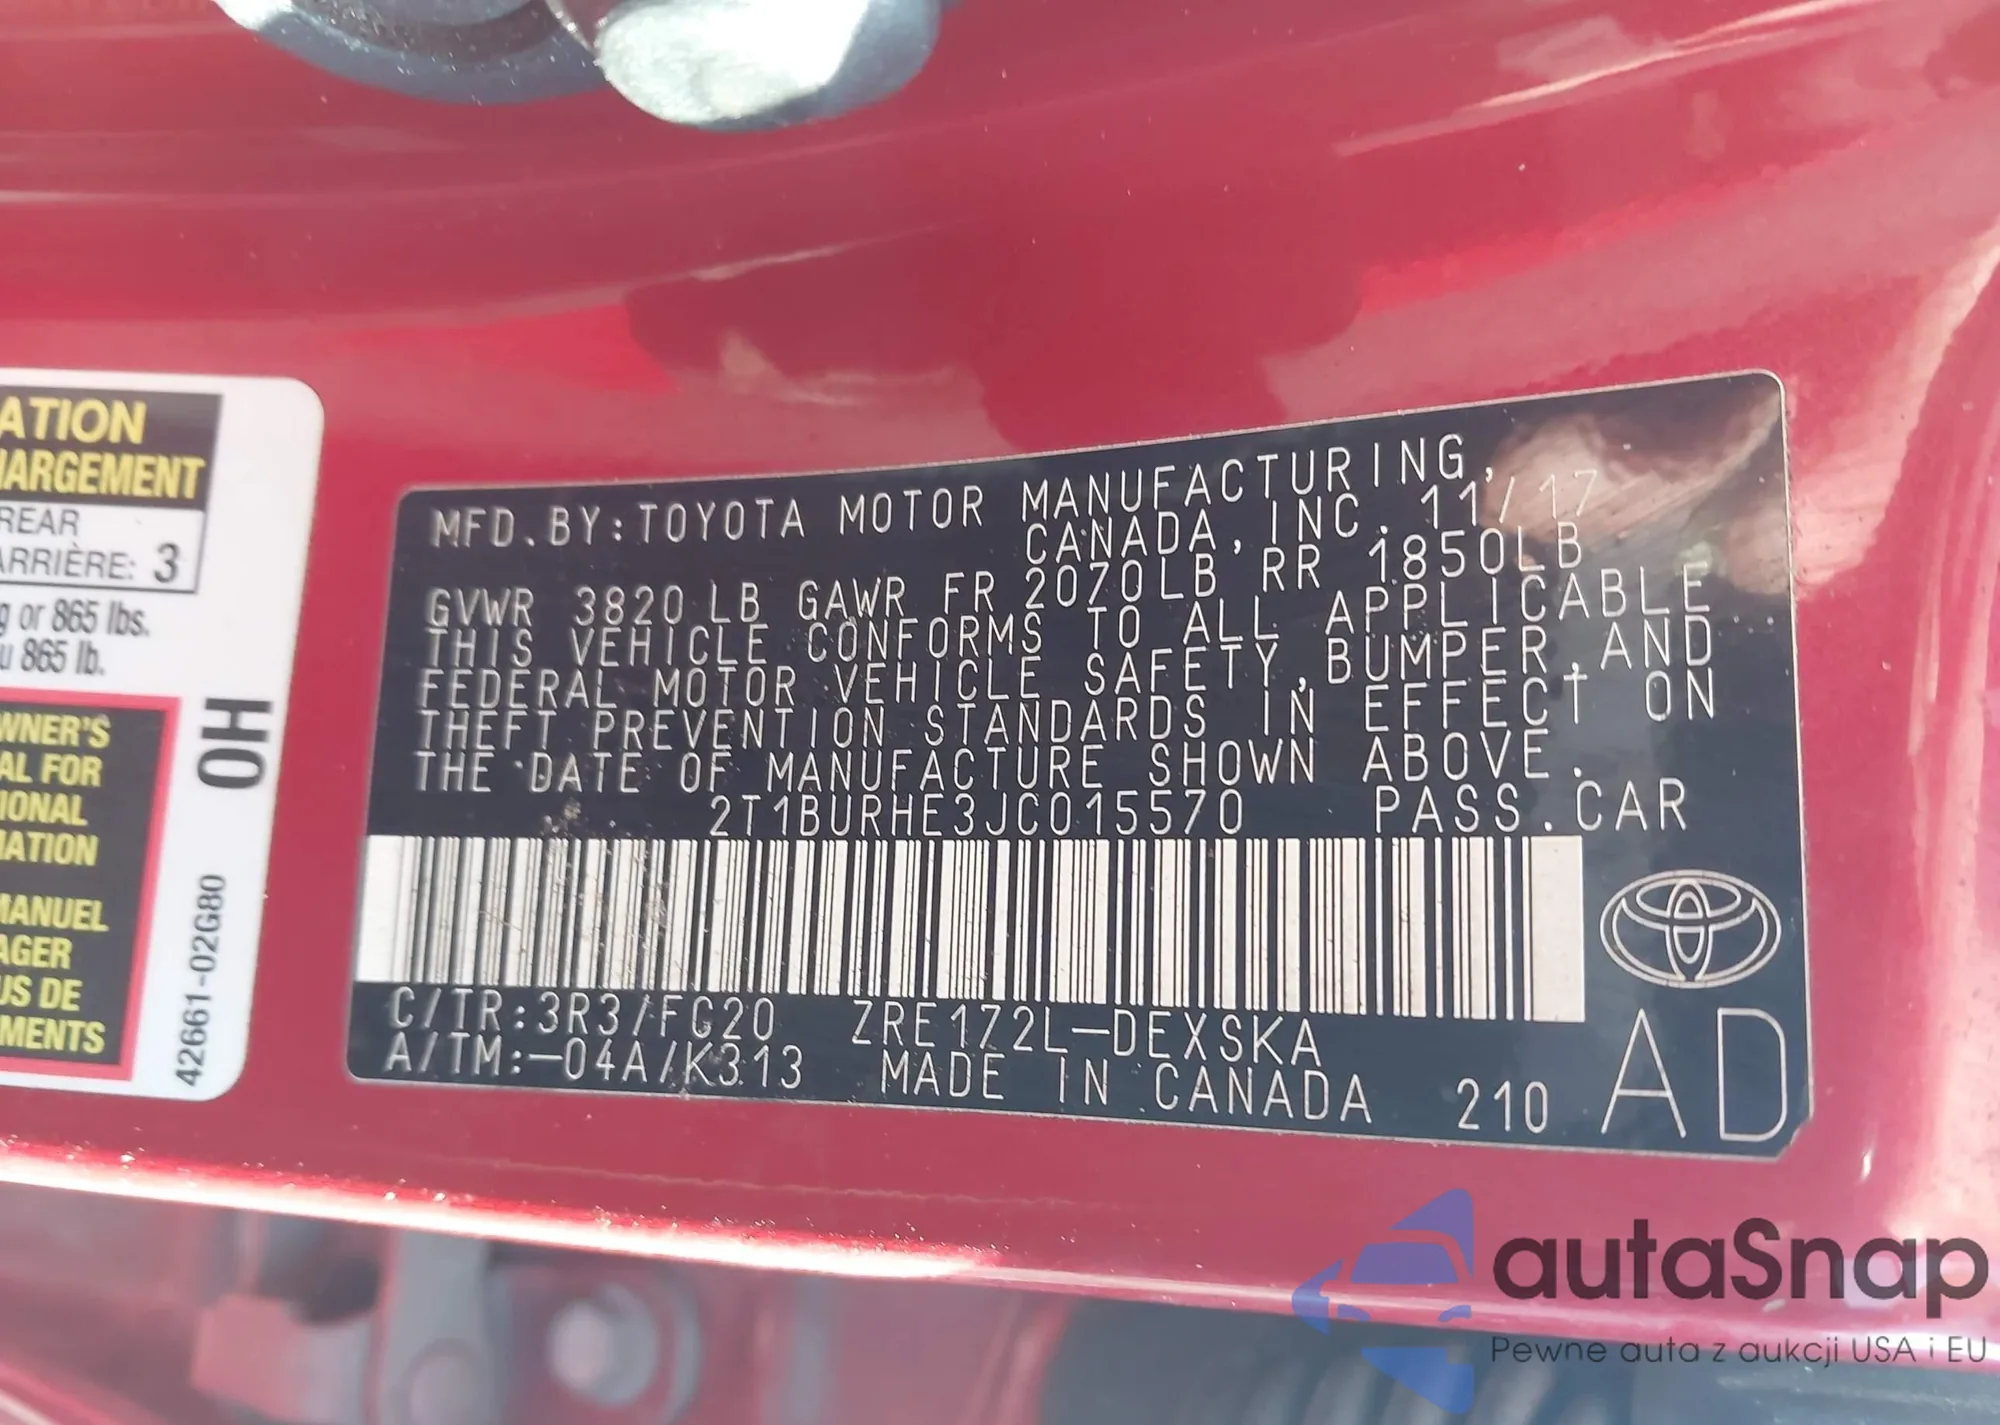 ATION
HARGEMENT
REAR
ARRIÈRE: 3
g or 865 lbs.
u 865 lb.
WNER'S
AL FOR
IONAL
MATION
MANUEL
AGER
US DE
MENTS
0H
42661-02G80
MFD.BY:TOYOTA MOTOR MANUFACTURING,
CANADA,INC. 11/17
GVWR 3820LB GAWR FR 2070LB RR 1850LB
THIS VEHICLE CONFORMS TO ALL APPLICABLE
FEDERAL MOTOR VEHICLE SAFETY,BUMPER,AND
THEFT PREVENTION STANDARDS IN EFFECT ON
THE DATE OF MANUFACTURE SHOWN ABOVE.
2T1BURHE3JC015570 PASS.CAR
C/TR:3R3/FC20 ZRE172L-DEXSKA
A/TM:-04A/K313 MADE IN CANADA 210 AD
autaSnap
Pewne auta z aukcji USA i EU